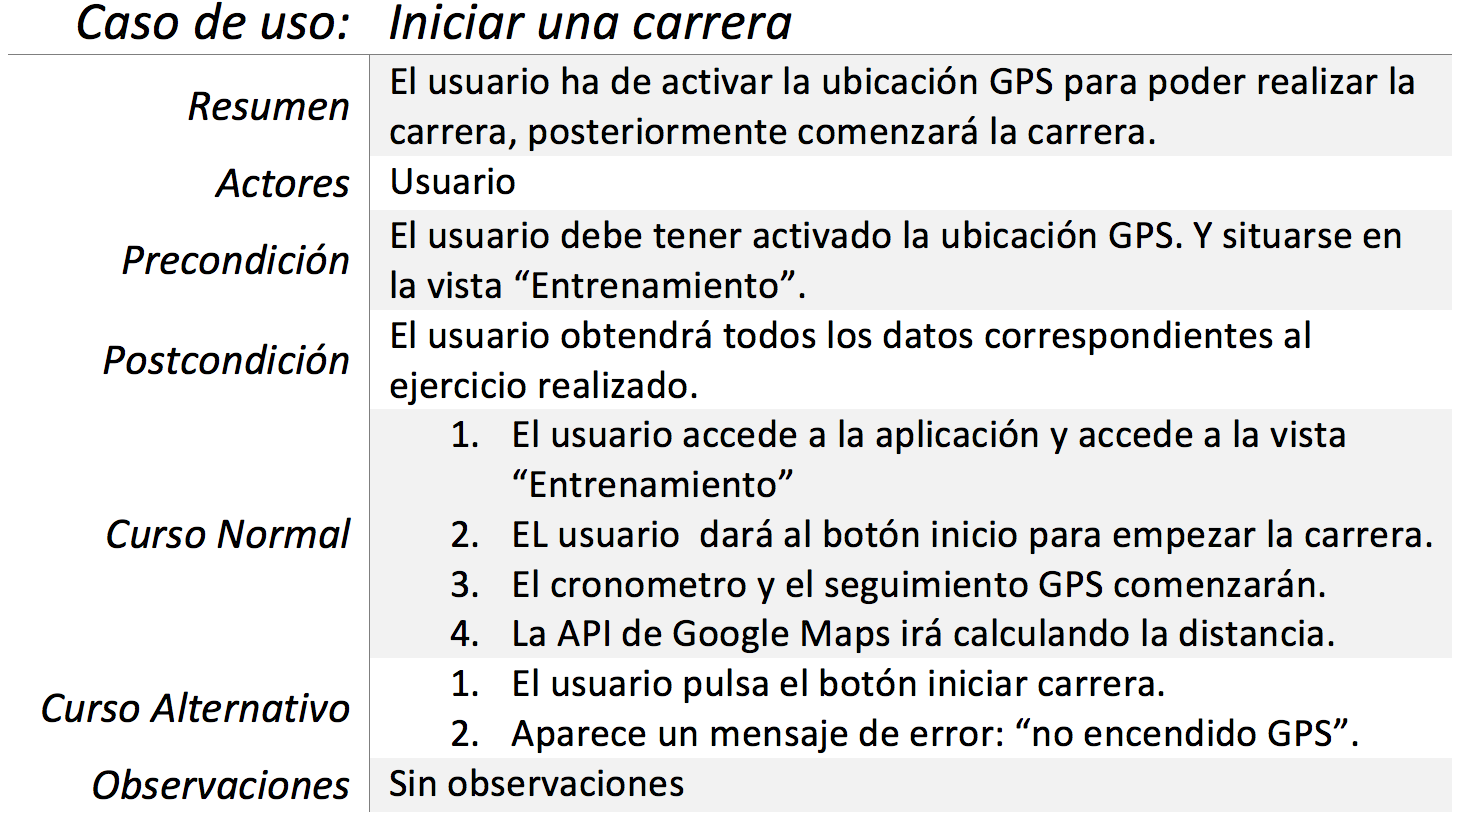 Caso de uso: Iniciar una carrera
Resumen
El usuario ha de activar la ubicación GPS para poder realizar la
carrera, posteriormente comenzará la carrera.
Actores
Usuario
Precondición
El usuario debe tener activado la ubicación GPS. Y situarse en
la vista “Entrenamiento”.
Postcondición
El usuario obtendrá todos los datos correspondientes al
ejercicio realizado.
Curso Normal
1. El usuario accede a la aplicación y accede a la vista
“Entrenamiento”
2. EL usuario  dará al botón inicio para empezar la carrera.
3. El cronometro y el seguimiento GPS comenzarán.
4. La API de Google Maps irá calculando la distancia.
Curso Alternativo
1. El usuario pulsa el botón iniciar carrera.
2. Aparece un mensaje de error: “no encendido GPS”.
Observaciones
Sin observaciones